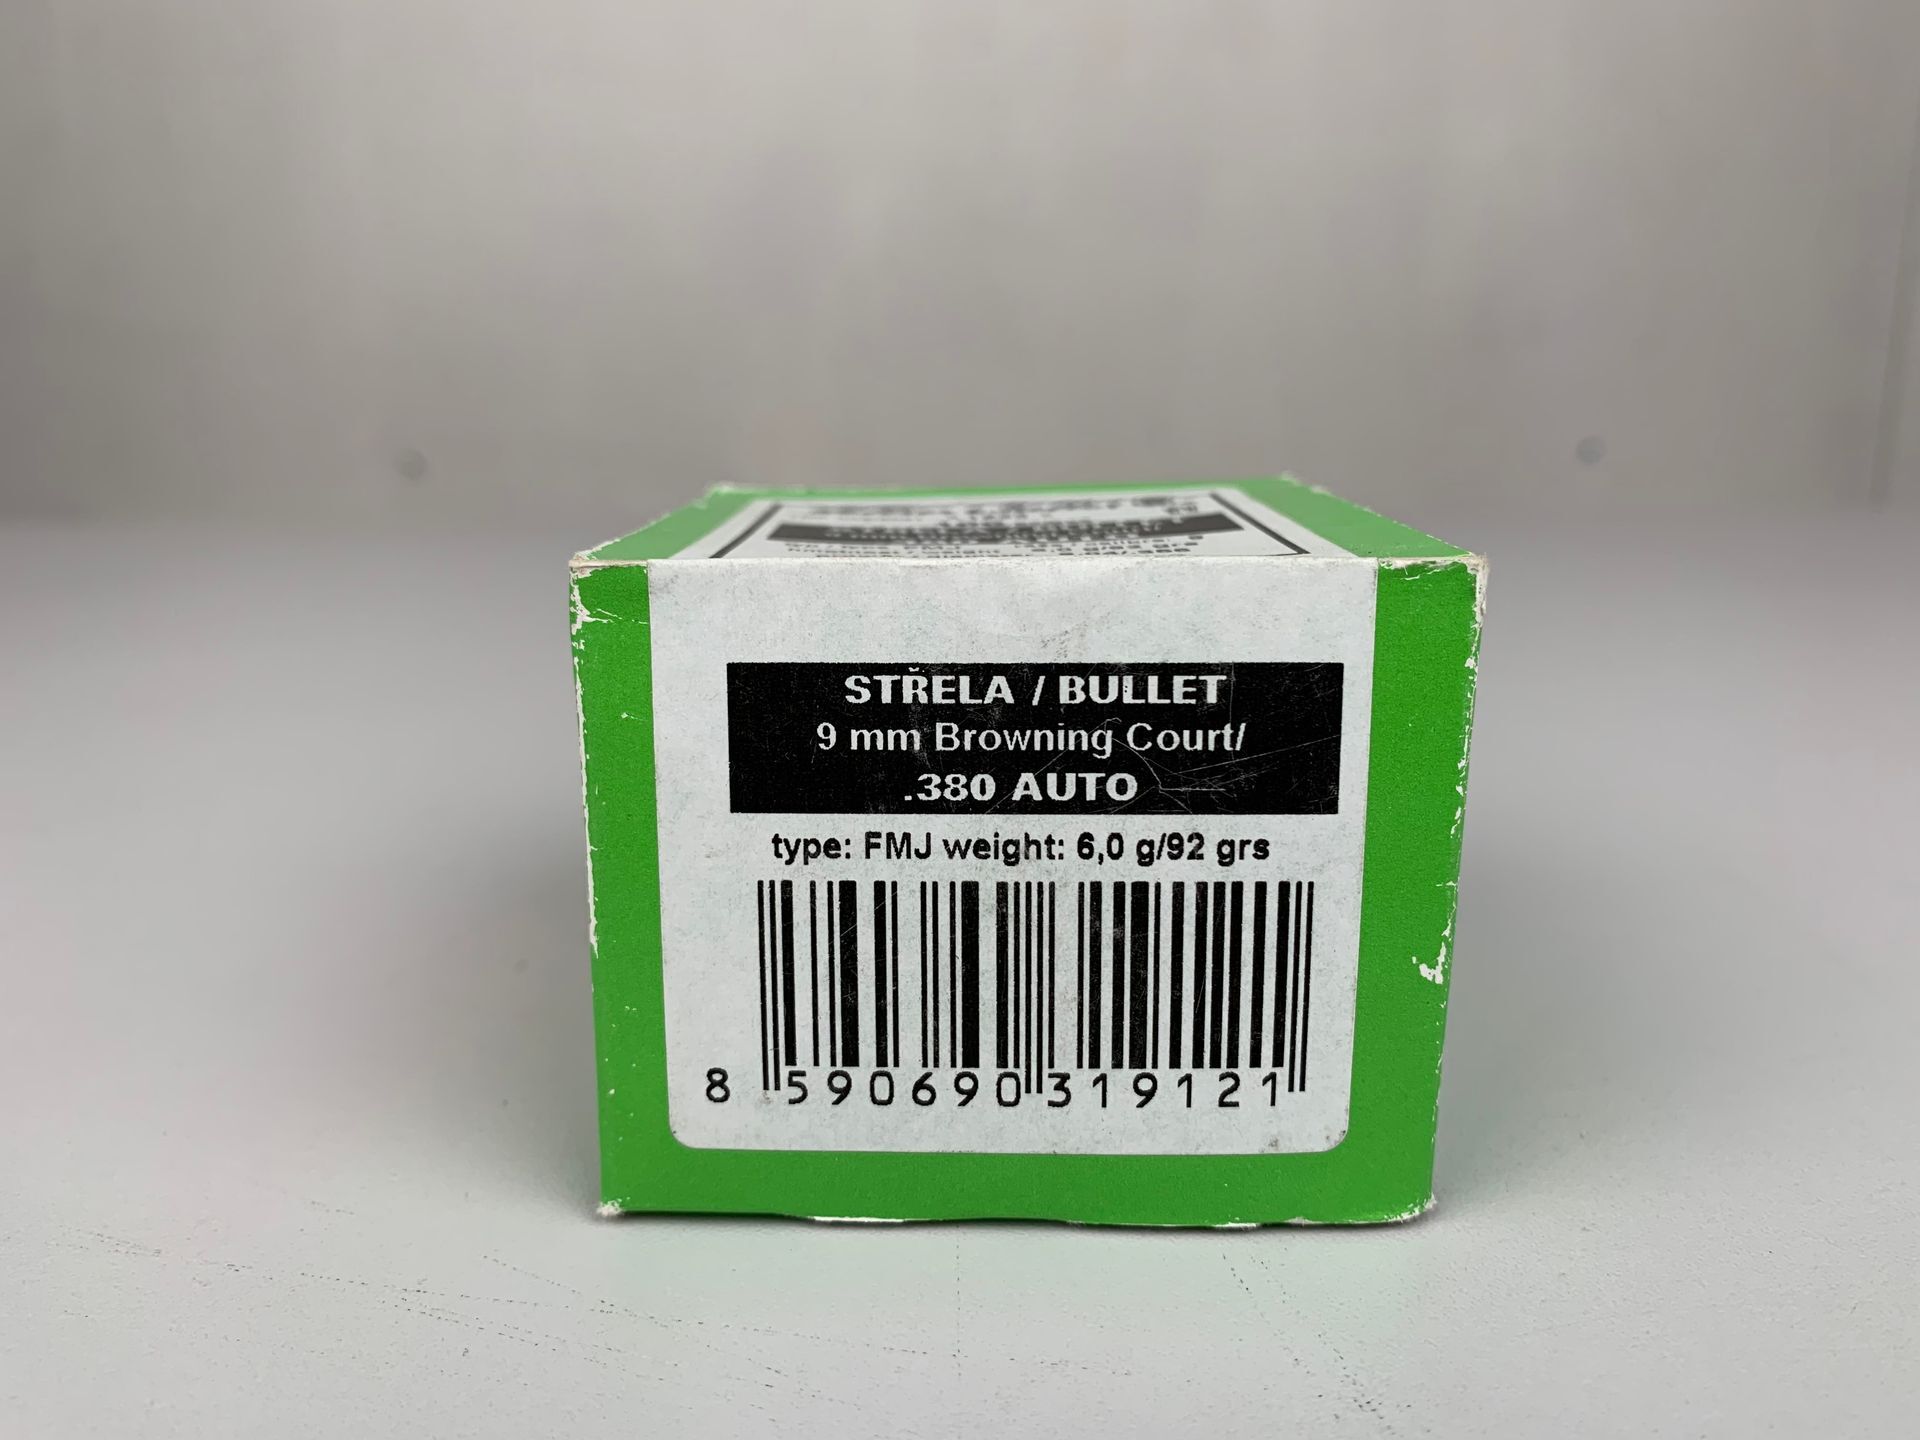 STŘELA / BULLET
9 mm Browning Court/
.380 AUTO
type: FMJ weight: 6,0 g/92 grs
8 590690 319121